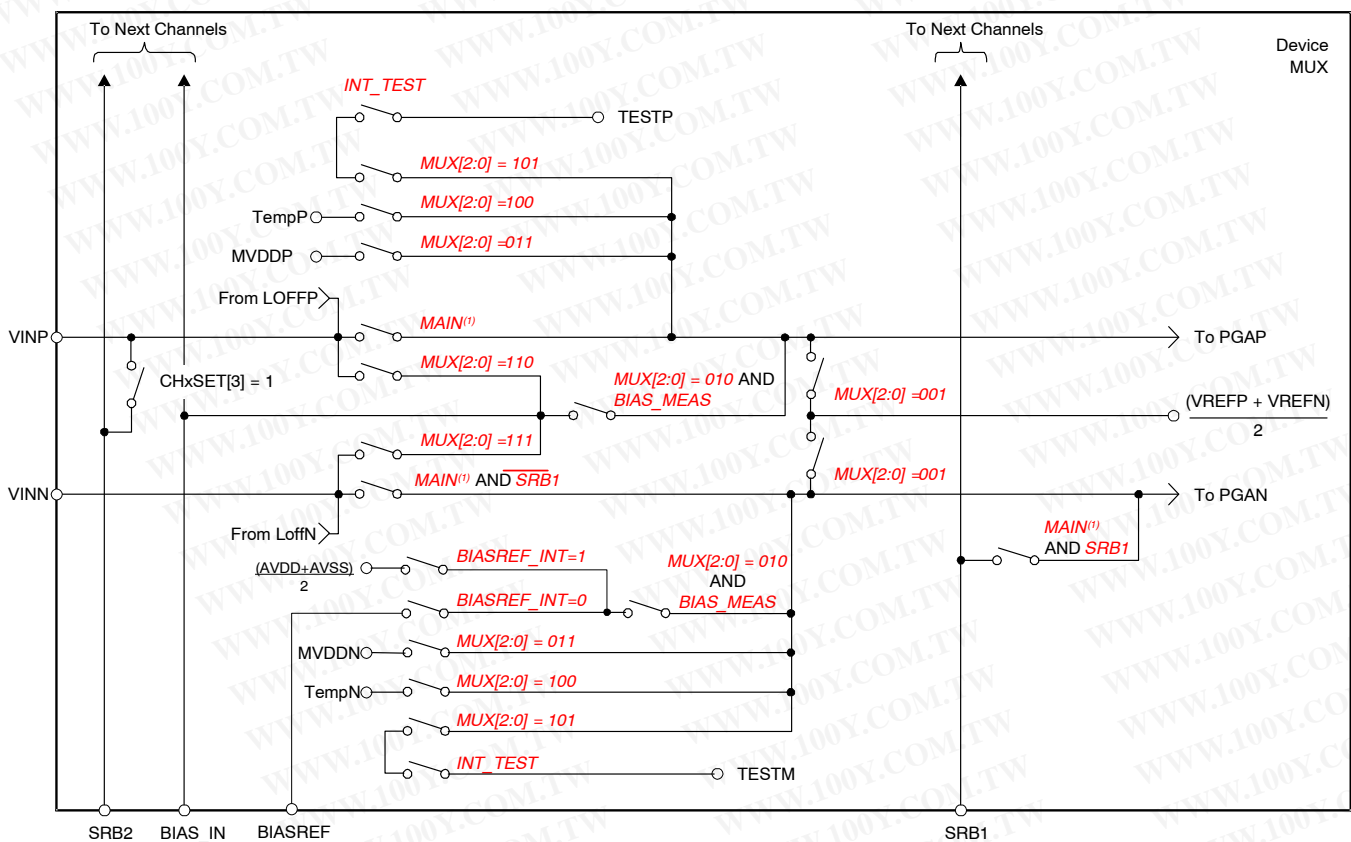 To Next Channels
To Next Channels
Device
MUX
INT_TEST
TESTP
MUX[2:0] = 101
TempP
MUX[2:0] =100
MVDDP
MUX[2:0] =011
From LOFFP
VINP
MAIN(1)
To PGAP
MUX[2:0] =110
CHxSET[3] = 1
MUX[2:0] = 010 AND
BIAS_MEAS
MUX[2:0] =001
(VREFP + VREFN)
2
MUX[2:0] =111
MAIN(1) AND SRB1
MUX[2:0] =001
VINN
To PGAN
From LoffN
MAIN(1)
AND SRB1
(AVDD+AVSS)
2
BIASREF_INT=1
MUX[2:0] = 010
AND
BIAS_MEAS
BIASREF_INT=0
MVDDN
MUX[2:0] = 011
TempN
MUX[2:0] = 100
MUX[2:0] = 101
INT_TEST
TESTM
SRB2
BIAS_IN
BIASREF
SRB1
WWW.100Y.COM.TW